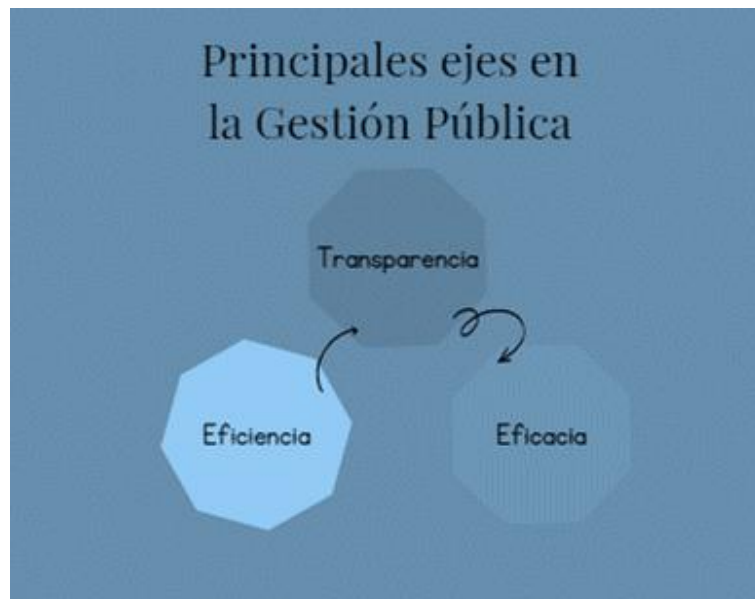 Principales ejes en
la Gestión Pública
Transparencia
Eficiencia
Eficacia